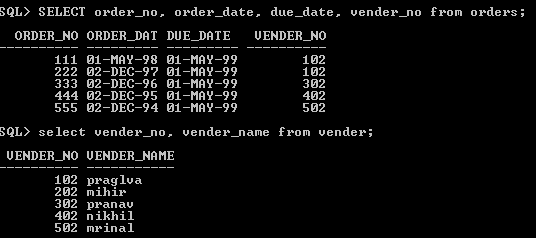 SQL> SELECT order_no, order_date, due_date, vender_no from orders;
ORDER_NO ORDER_DAT DUE_DATE VENDER_NO
---------- --------- --------- ----------
111 01-MAY-98 01-MAY-99 102
222 02-DEC-97 01-MAY-99 102
333 02-DEC-96 01-MAY-99 302
444 02-DEC-95 01-MAY-99 402
555 02-DEC-94 01-MAY-99 502
SQL> select vender_no, vender_name from vender;
VENDER_NO VENDER_NAME
---------- -----------
102 praglva
202 mihir
302 pranav
402 nikhil
502 mrinal